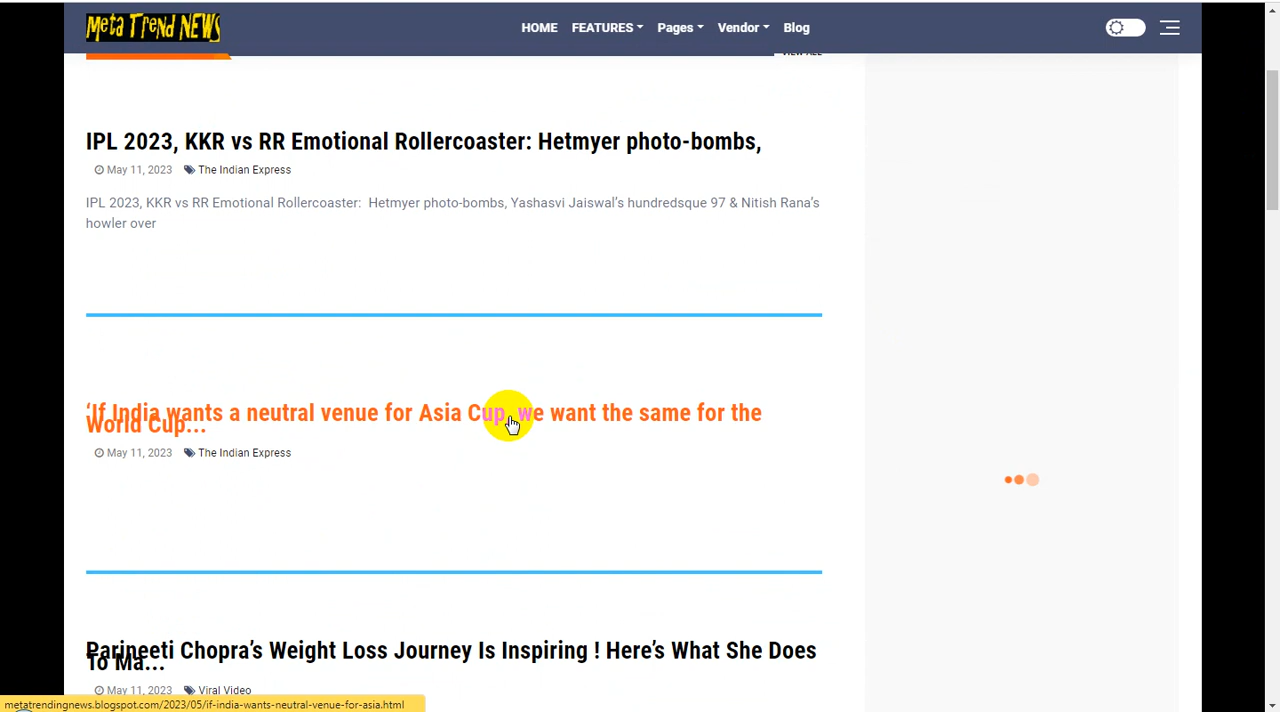 Meta Trend NEWS
HOME FEATURES Pages Vendor Blog
VIEW ALL
IPL 2023, KKR vs RR Emotional Rollercoaster: Hetmyer photo-bombs,
May 11, 2023 The Indian Express
IPL 2023, KKR vs RR Emotional Rollercoaster:  Hetmyer photo-bombs, Yashasvi Jaiswal’s hundredsque 97 & Nitish Rana’s
howler over
‘If India wants a neutral venue for Asia Cup, we want the same for the
World Cup...
May 11, 2023 The Indian Express
Parineeti Chopra’s Weight Loss Journey Is Inspiring ! Here’s What She Does
To Ma...
May 11, 2023 Viral Video
metatrendingnews.blogspot.com/2023/05/if-india-wants-neutral-venue-for-asia.html